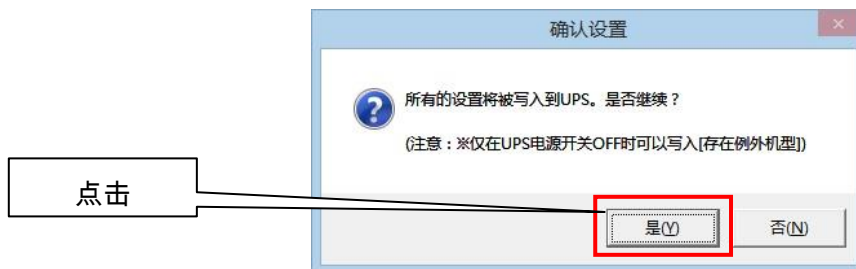 确认设置
所有的设置将被写入到UPS。是否继续？
(注意：※仅在UPS电源开关OFF时可以写入[存在例外机型])
点击
是(Y)
否(N)